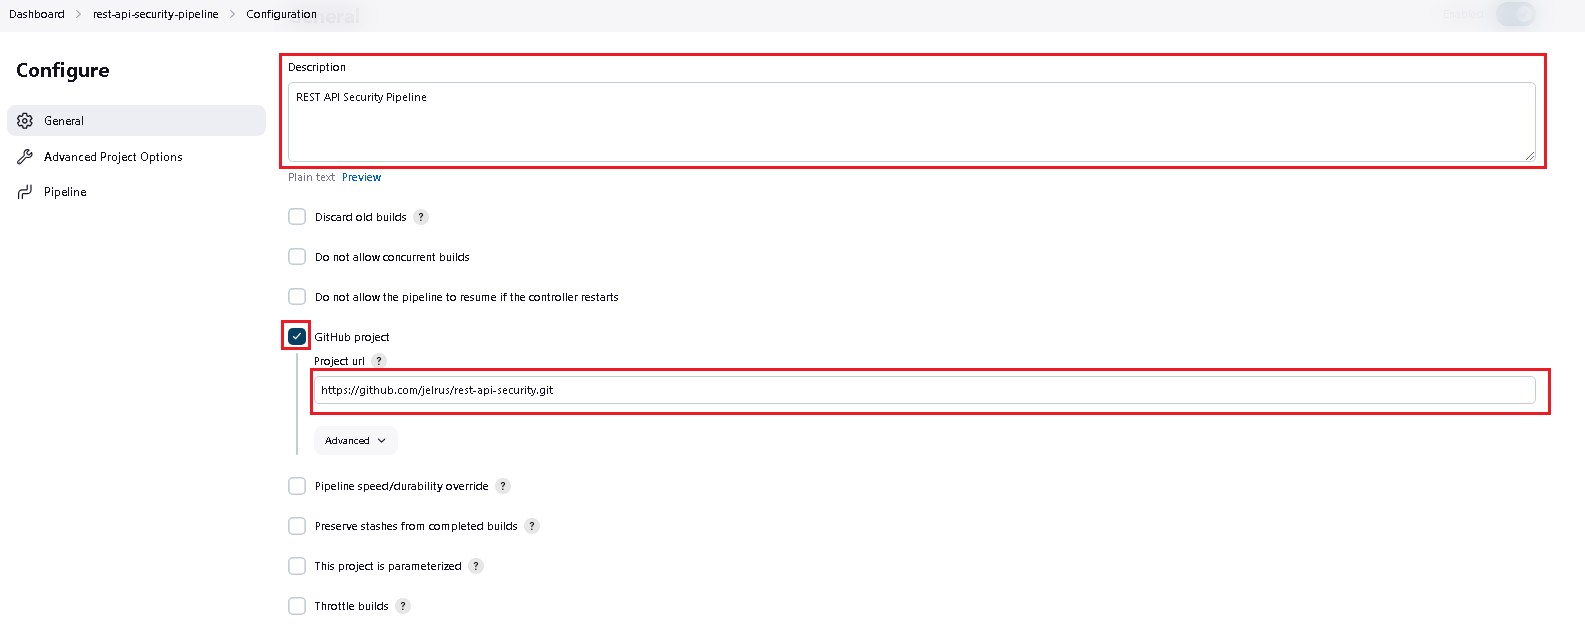 Dashboard > rest-api-security-pipeline > Configuration
General
Configure
General
Advanced Project Options
Pipeline
Description
REST API Security Pipeline
Plain text Preview
Discard old builds ?
Do not allow concurrent builds
Do not allow the pipeline to resume if the controller restarts
GitHub project
Project url ?
https://github.com/jelrus/rest-api-security.git
Advanced
Pipeline speed/durability override ?
Preserve stashes from completed builds ?
This project is parameterized ?
Throttle builds ?